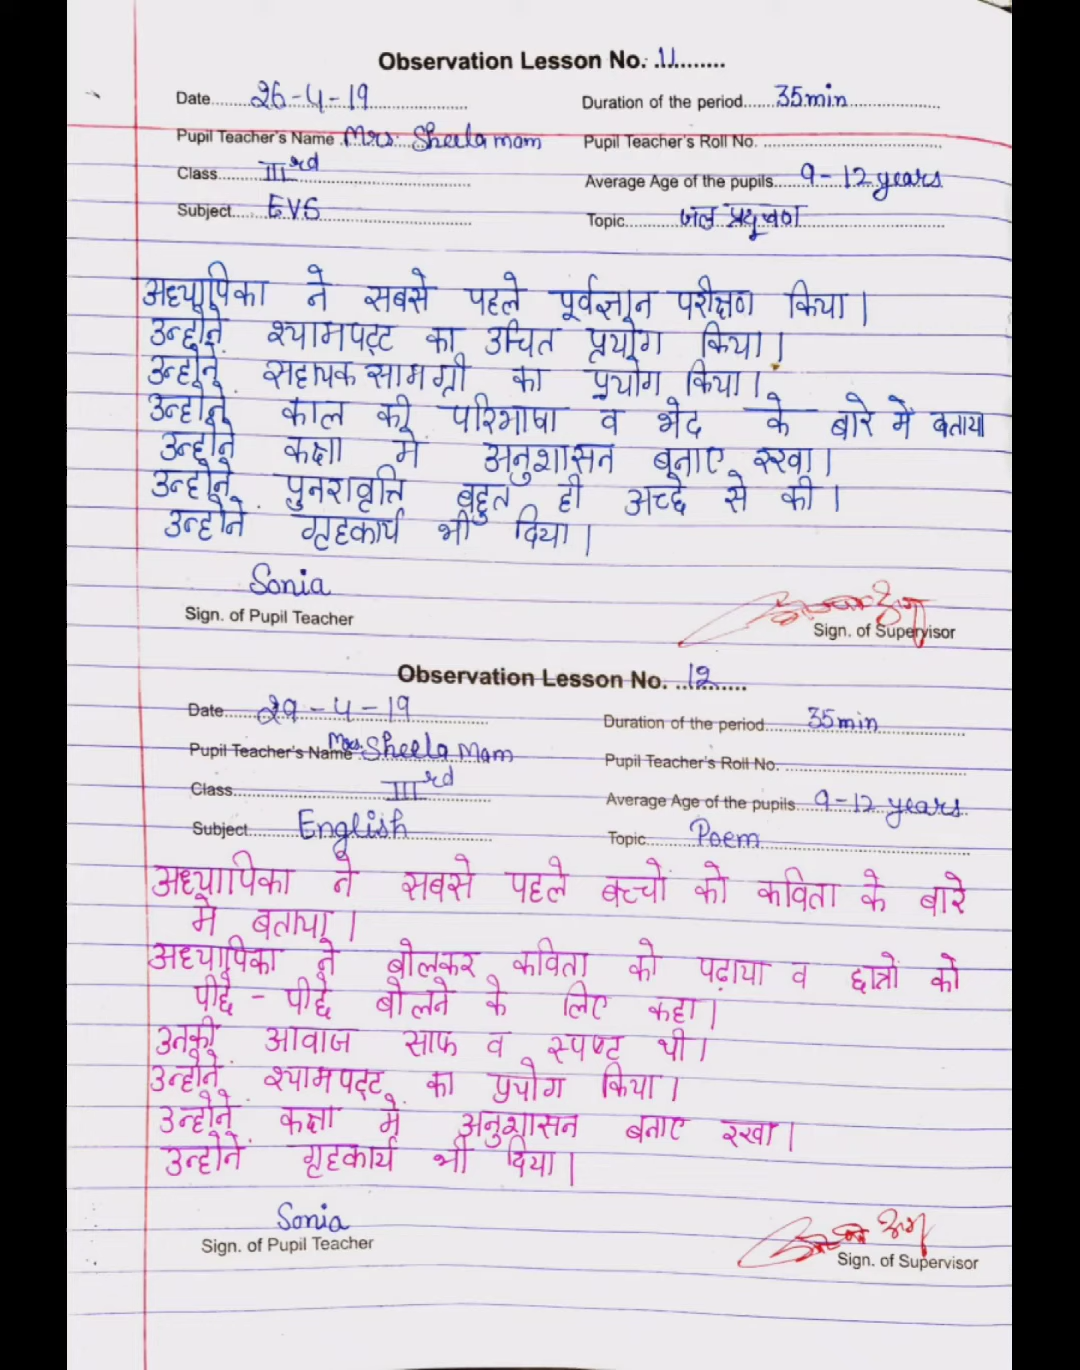 Observation Lesson No. 11
Date 26-4-19 Duration of the period 35min
Pupil Teacher's Name Mrs. Sheela mam Pupil Teacher's Roll No.
Class IIIrd Average Age of the pupils 9-12 years
Subject EVS Topic जल प्रदूषण
अध्यापिका ने सबसे पहले पूर्वज्ञान परीक्षण किया।
उन्होंने श्यामपट्ट का उचित प्रयोग किया।
उन्होंने सहायक सामग्री का प्रयोग किया।
उन्होंने काल की परिभाषा व भेद के बारे में बताया
उन्होंने कक्षा में अनुशासन बनाए रखा।
उन्होंने पुनरावृत्ति बहुत ही अच्छे से की।
उन्होंने गृहकार्य भी दिया।
Sonia
Sign. of Pupil Teacher Sign. of Supervisor
Observation Lesson No. 12
Date 29-4-19 Duration of the period 35min
Pupil Teacher's Name Mrs. Sheela Mam Pupil Teacher's Roll No.
Class IIIrd Average Age of the pupils 9-12 years
Subject English Topic Poem
अध्यापिका ने सबसे पहले बच्चों को कविता के बारे
में बताया।
अध्यापिका ने बोलकर कविता को पढ़ाया व छात्रों को
पीछे - पीछे बोलने के लिए कहा।
उनकी आवाज साफ व स्पष्ट थी।
उन्होंने श्यामपट्ट का प्रयोग किया।
उन्होंने कक्षा में अनुशासन बनाए रखा।
उन्होंने गृहकार्य भी दिया।
Sonia
Sign. of Pupil Teacher Sign. of Supervisor